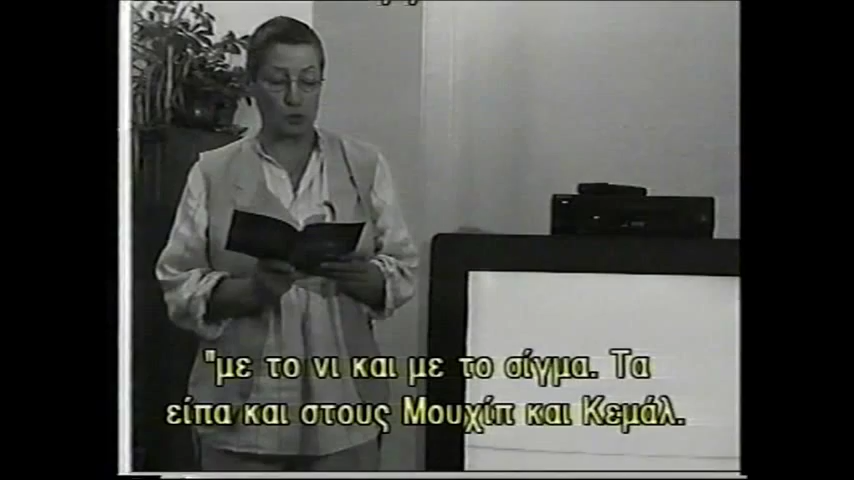 "με το νι και με το σίγμα. Τα
είπα και στους Μουχίπ και Κεμάλ.